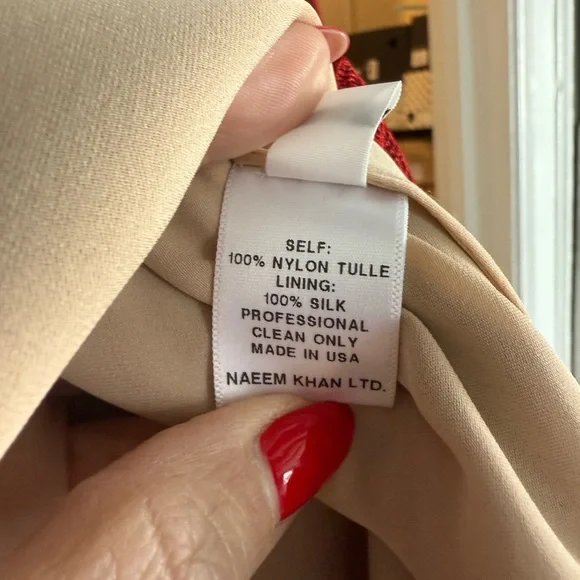 SELF:
100% NYLON TULLE
LINING:
100% SILK
PROFESSIONAL
CLEAN ONLY
MADE IN USA
NAEEM KHAN LTD.